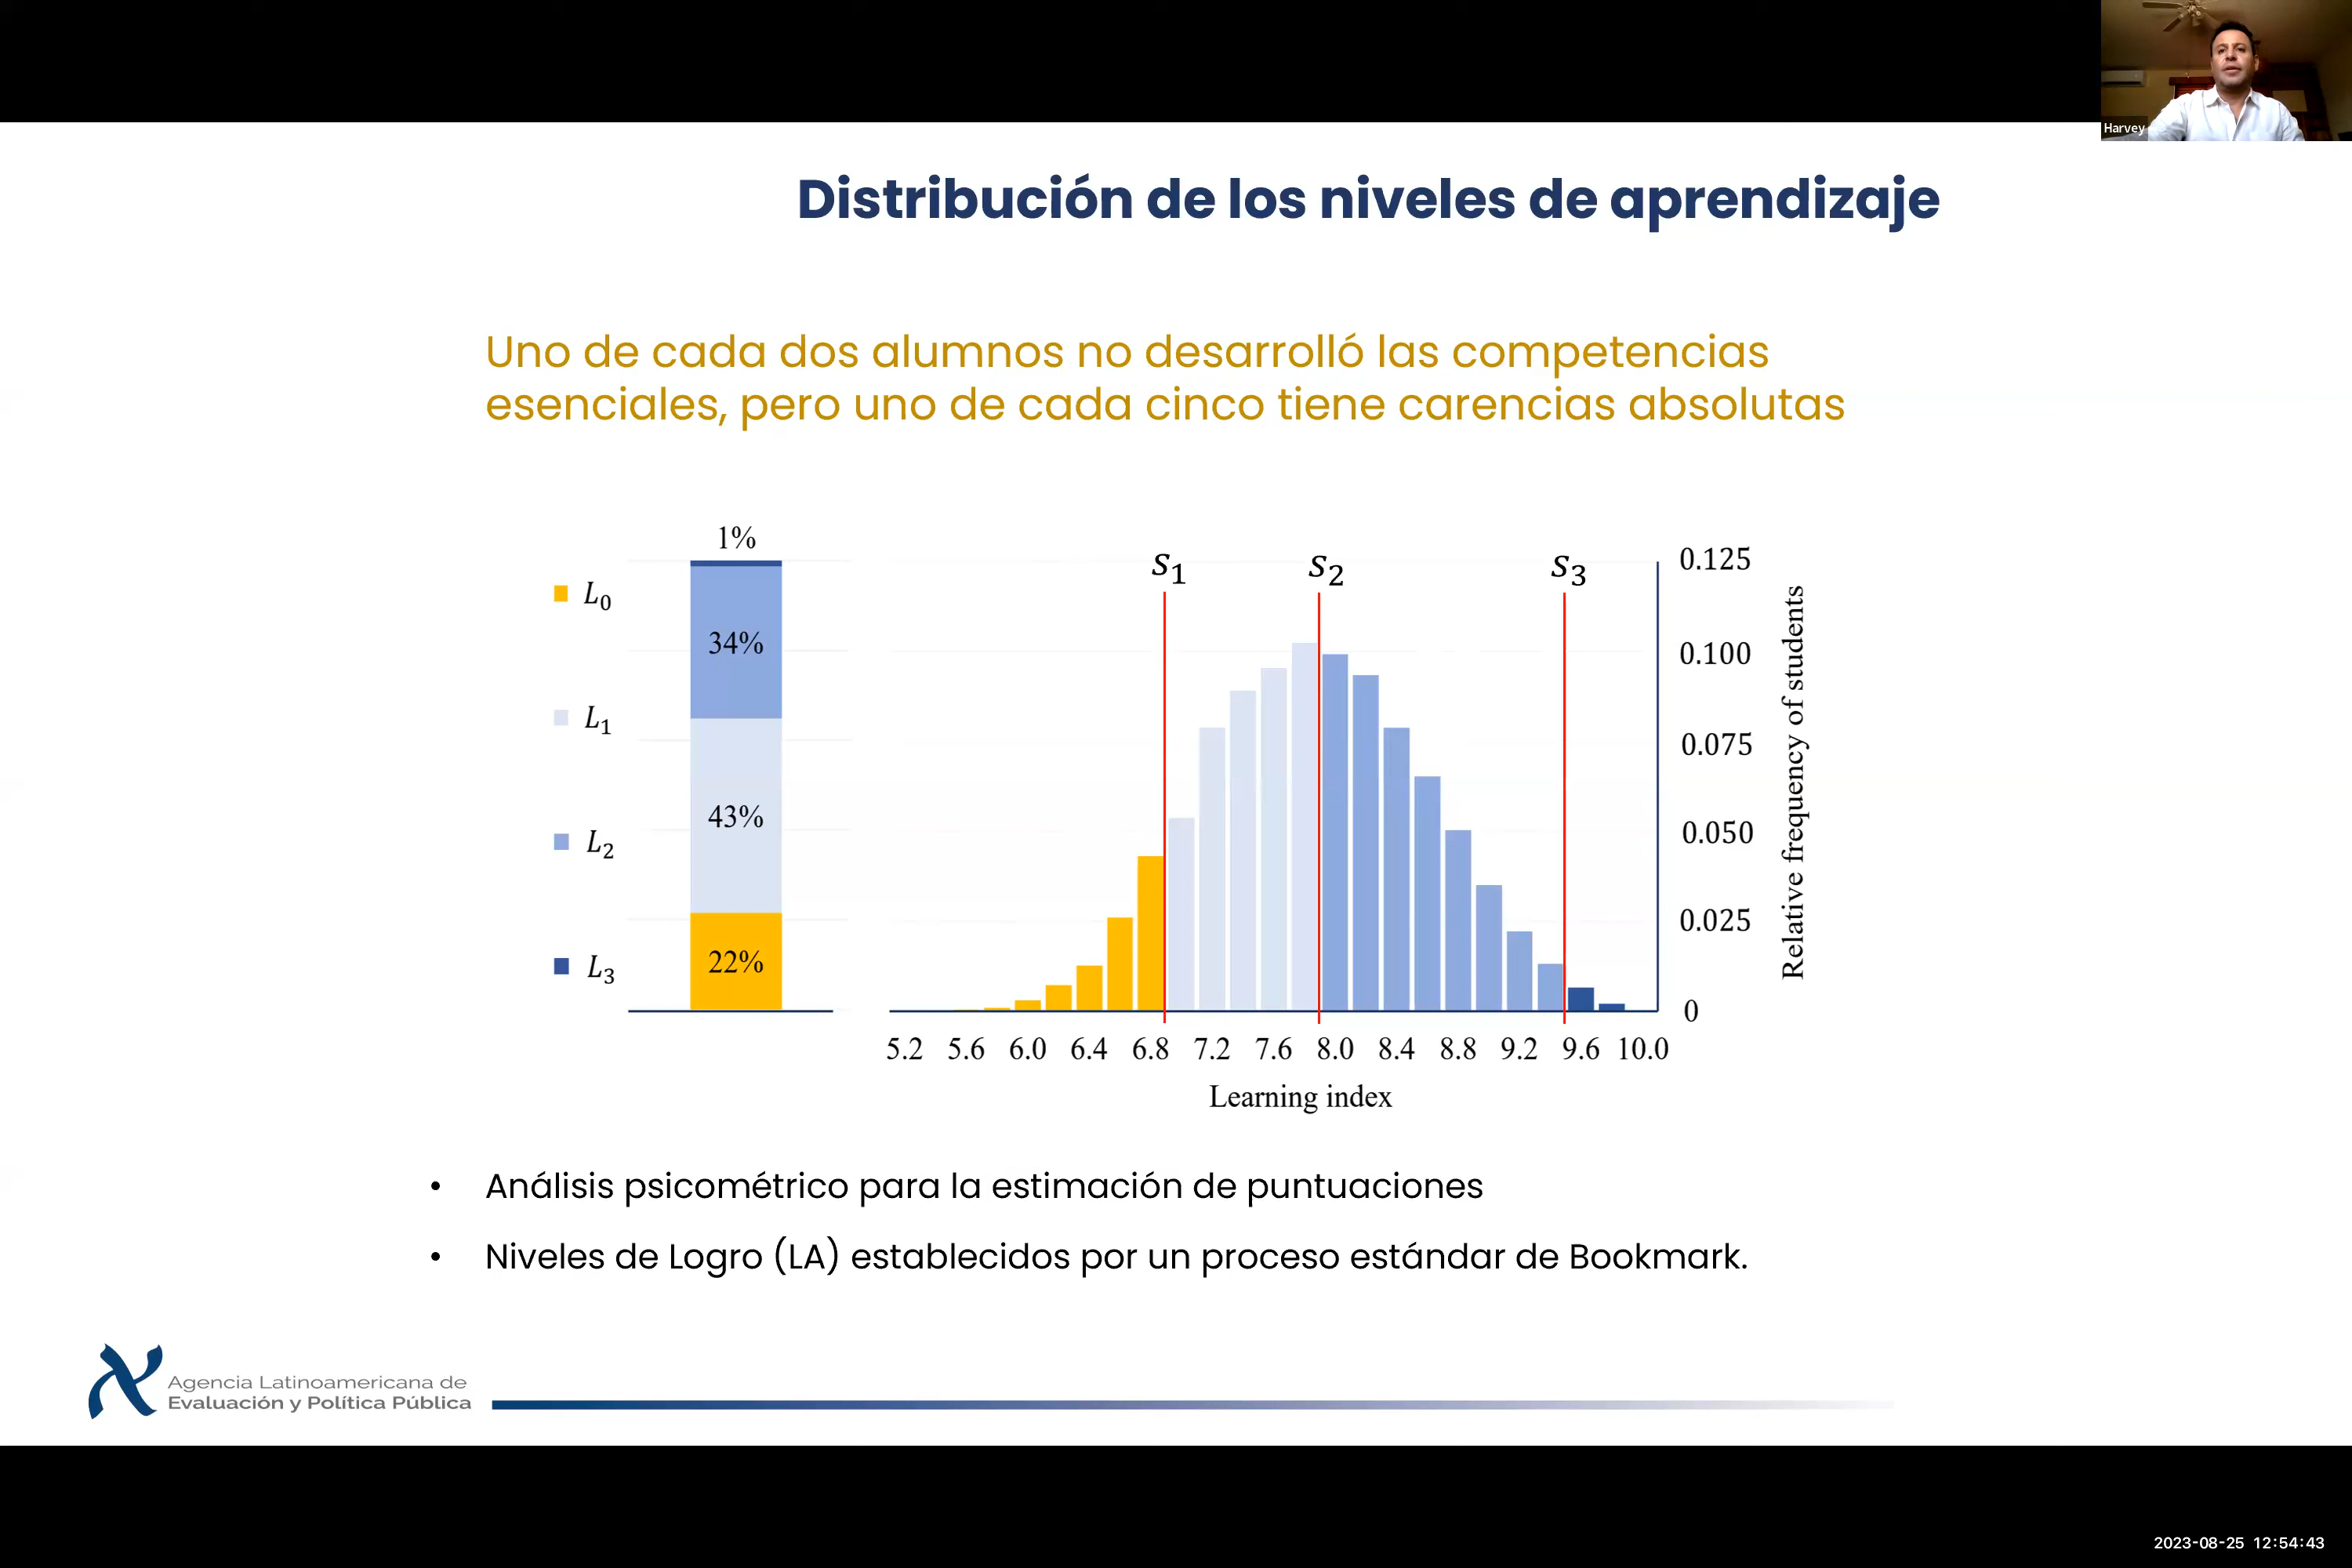 Harvey
Distribución de los niveles de aprendizaje
Uno de cada dos alumnos no desarrolló las competencias
esenciales, pero uno de cada cinco tiene carencias absolutas
1%
34%
43%
22%
L0
L1
L2
L3
s1 s2 s3
0.125
0.100
0.075
0.050
0.025
0
Relative frequency of students
5.2 5.6 6.0 6.4 6.8 7.2 7.6 8.0 8.4 8.8 9.2 9.6 10.0
Learning index
• Análisis psicométrico para la estimación de puntuaciones
• Niveles de Logro (LA) establecidos por un proceso estándar de Bookmark.
Agencia Latinoamericana de
Evaluación y Política Pública
2023-08-25 12:54:43